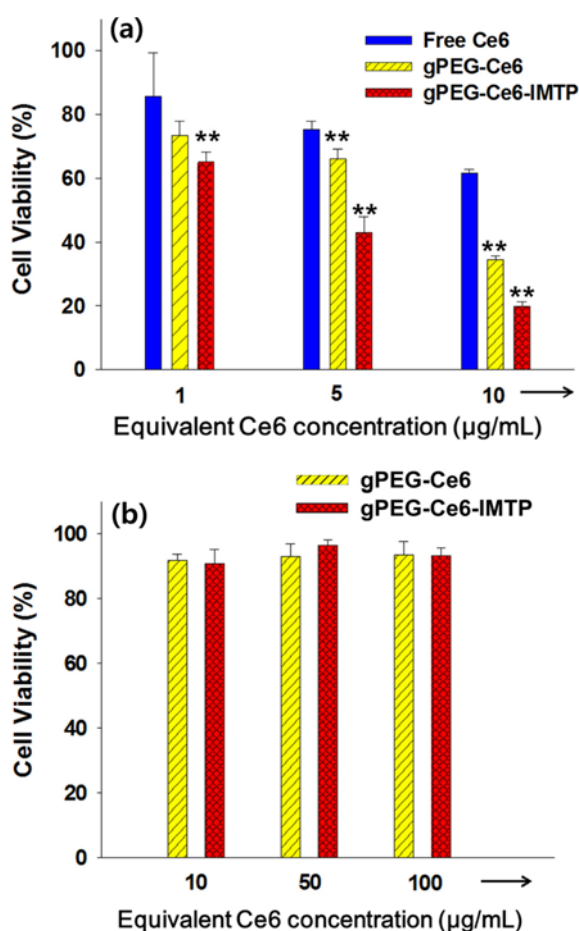 (a)
Free Ce6
gPEG-Ce6
gPEG-Ce6-IMTP
Cell Viability (%)
100
80
60
40
20
0
**
**
**
**
**
1 5 10
Equivalent Ce6 concentration (µg/mL)
(b)
gPEG-Ce6
gPEG-Ce6-IMTP
Cell Viability (%)
100
80
60
40
20
0
10 50 100
Equivalent Ce6 concentration (µg/mL)